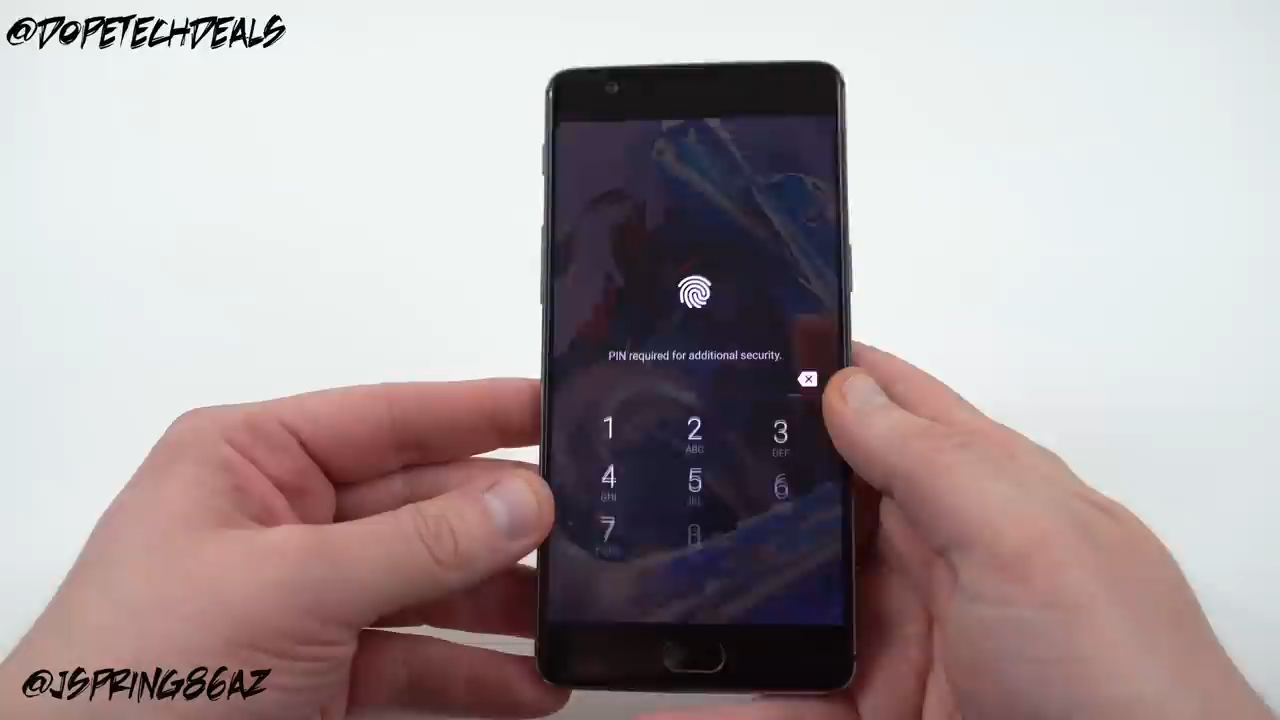 @DOPETECHDEALS
PIN required for additional security.
1 2 3
ABC DEF
4 5 6
GHI JKL
7 8
@JSPRING86AZ